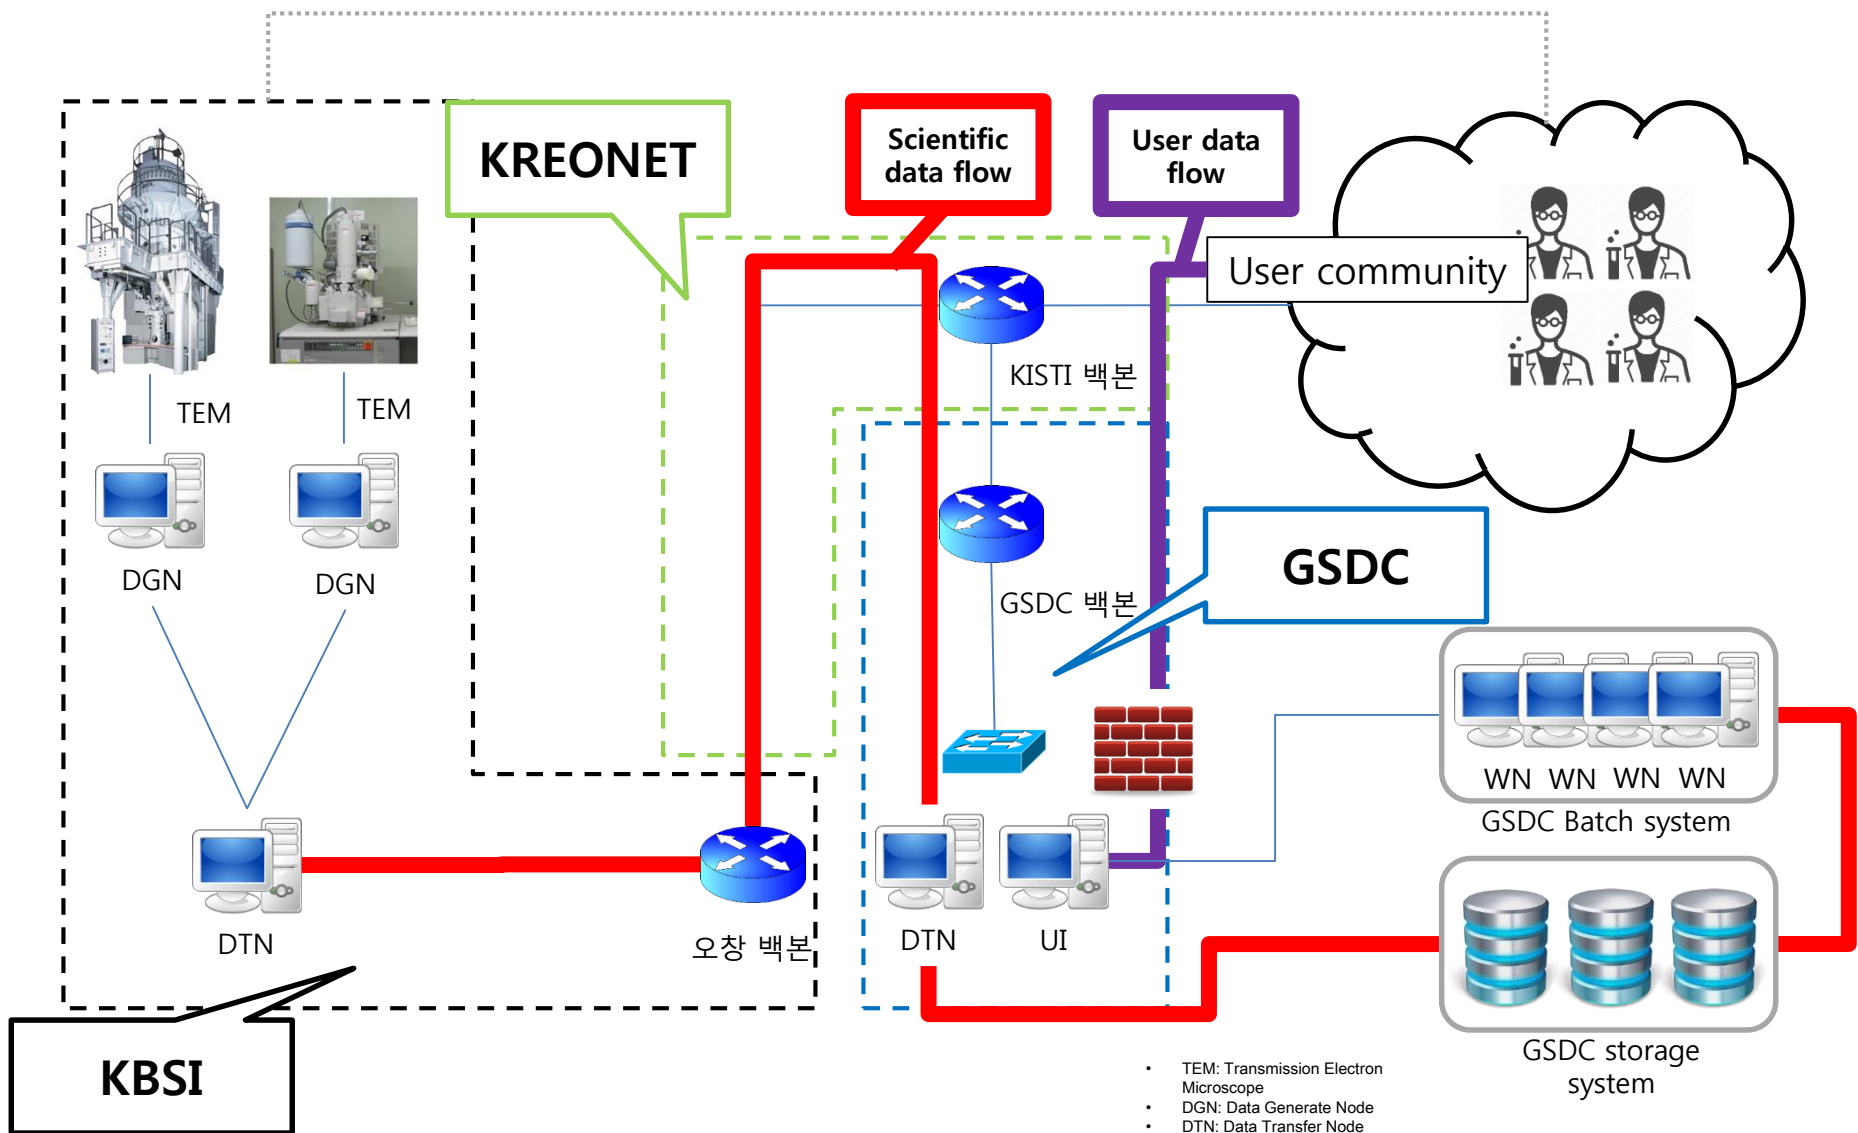 KREONET
Scientific
data flow
User data
flow
User community
KISTI 백본
TEM
TEM
DGN
DGN
GSDC 백본
GSDC
WN WN WN WN
GSDC Batch system
DTN
오창 백본
DTN
UI
KBSI
GSDC storage
system
• TEM: Transmission Electron
Microscope
• DGN: Data Generate Node
• DTN: Data Transfer Node